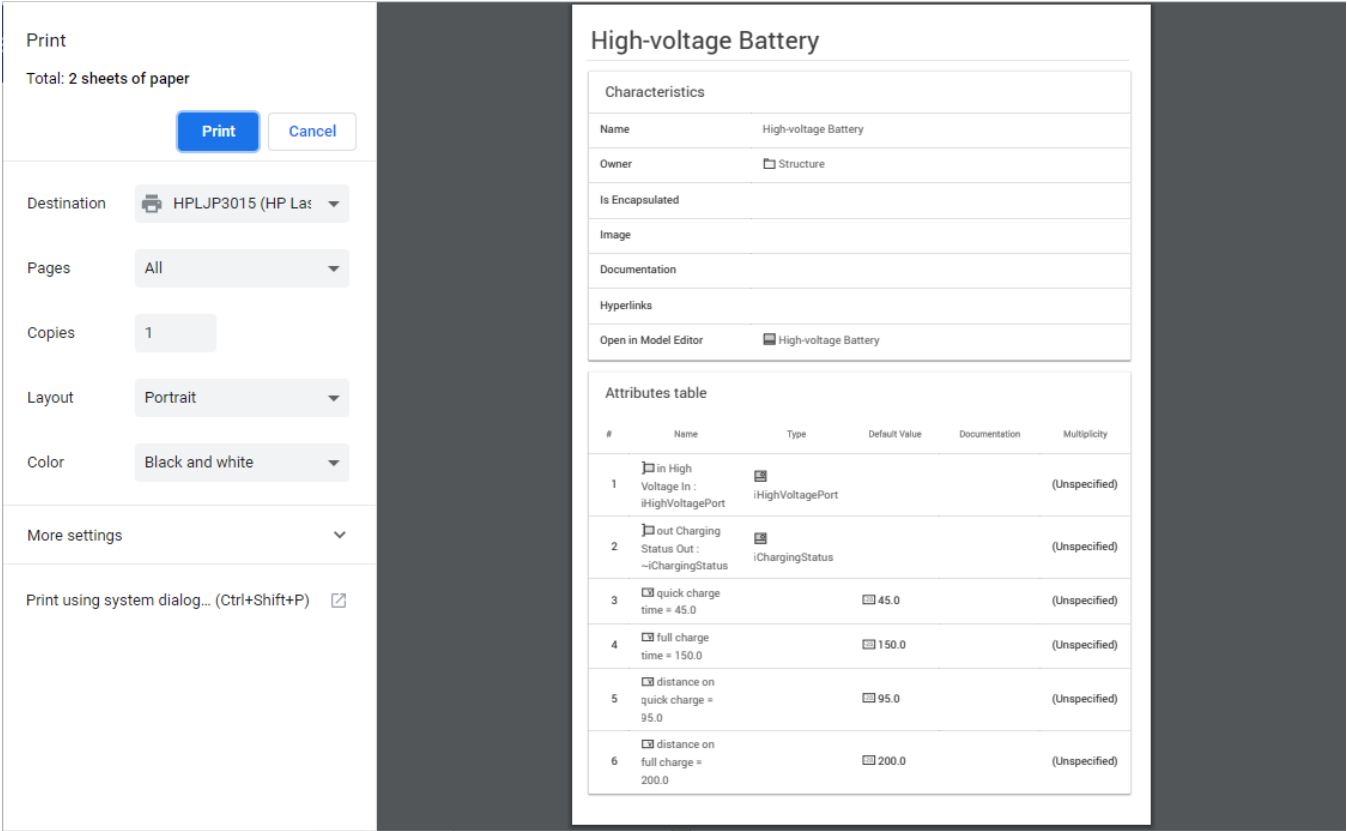 Print
Total: 2 sheets of paper
Print Cancel
Destination HPLJP3015 (HP Las
Pages All
Copies 1
Layout Portrait
Color Black and white
More settings
Print using system dialog... (Ctrl+Shift+P)
High-voltage Battery
Characteristics
Name High-voltage Battery
Owner Structure
Is Encapsulated
Image
Documentation
Hyperlinks
Open in Model Editor High-voltage Battery
Attributes table
# Name Type Default Value Documentation Multiplicity
1 in High Voltage In : iHighVoltagePort iHighVoltagePort (Unspecified)
2 out Charging Status Out : ~iChargingStatus iChargingStatus (Unspecified)
3 quick charge time = 45.0 45.0 (Unspecified)
4 full charge time = 150.0 150.0 (Unspecified)
5 distance on quick charge = 95.0 95.0 (Unspecified)
6 distance on full charge = 200.0 200.0 (Unspecified)